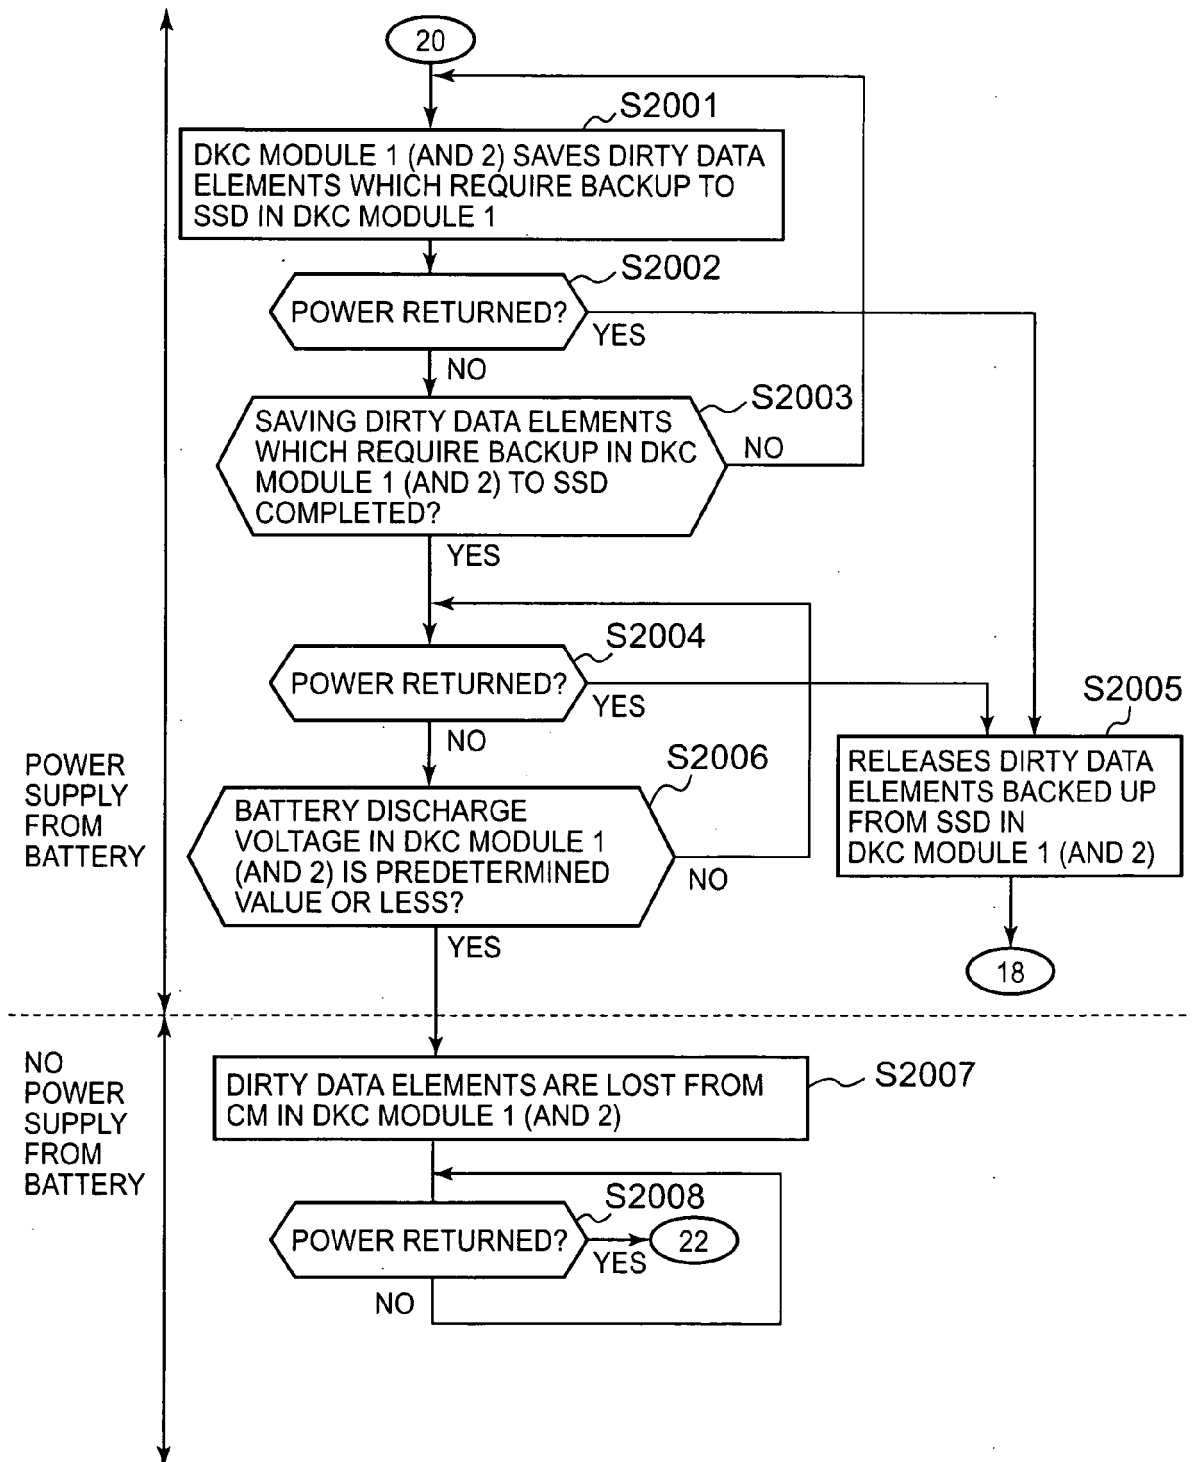 20
S2001
DKC MODULE 1 (AND 2) SAVES DIRTY DATA
ELEMENTS WHICH REQUIRE BACKUP TO
SSD IN DKC MODULE 1
S2002
POWER RETURNED?
YES
NO
S2003
SAVING DIRTY DATA ELEMENTS
WHICH REQUIRE BACKUP IN DKC
MODULE 1 (AND 2) TO SSD
COMPLETED?
NO
YES
S2004
POWER RETURNED?
YES
NO
S2005
RELEASES DIRTY DATA
ELEMENTS BACKED UP
FROM SSD IN
DKC MODULE 1 (AND 2)
18
S2006
BATTERY DISCHARGE
VOLTAGE IN DKC MODULE 1
(AND 2) IS PREDETERMINED
VALUE OR LESS?
NO
YES
POWER
SUPPLY
FROM
BATTERY
NO
POWER
SUPPLY
FROM
BATTERY
S2007
DIRTY DATA ELEMENTS ARE LOST FROM
CM IN DKC MODULE 1 (AND 2)
S2008
POWER RETURNED?
YES
22
NO